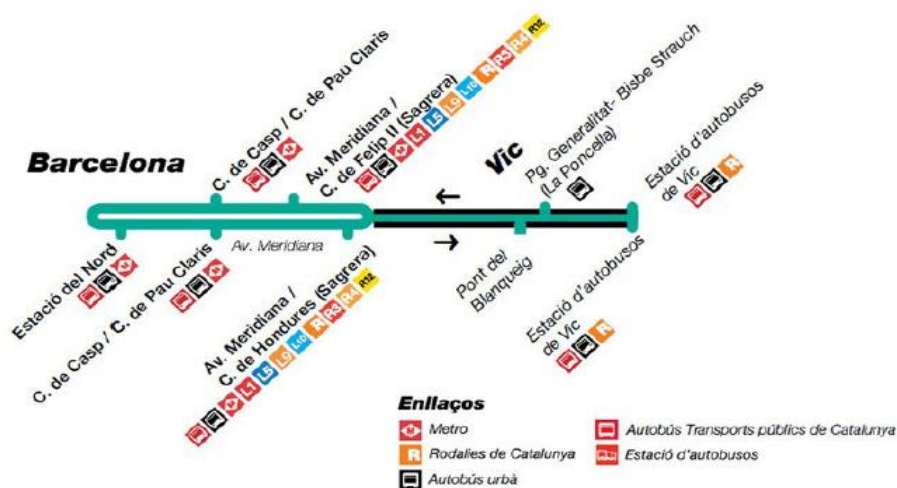 Barcelona
C. de Casp / C. de Pau Claris
Av. Meridiana /
C. de Felip II (Sagrera)
L1 L5 L9 L10 R R3 R4 R12
Vic
Pg. Generalitat- Bisbe Strauch
(La Poncella)
Estació d'autobusos
de Vic
R
Estació del Nord
C. de Casp / C. de Pau Claris
Av. Meridiana
Av. Meridiana /
C. de Hondures (Sagrera)
L1 L5 L9 L10 R R3 R4 R12
Pont del
Blanqueig
Estació d'autobusos
de Vic
R
Enllaços
M Metro
R Rodalies de Catalunya
Autobús urbà
Autobús Transports públics de Catalunya
Estació d'autobusos